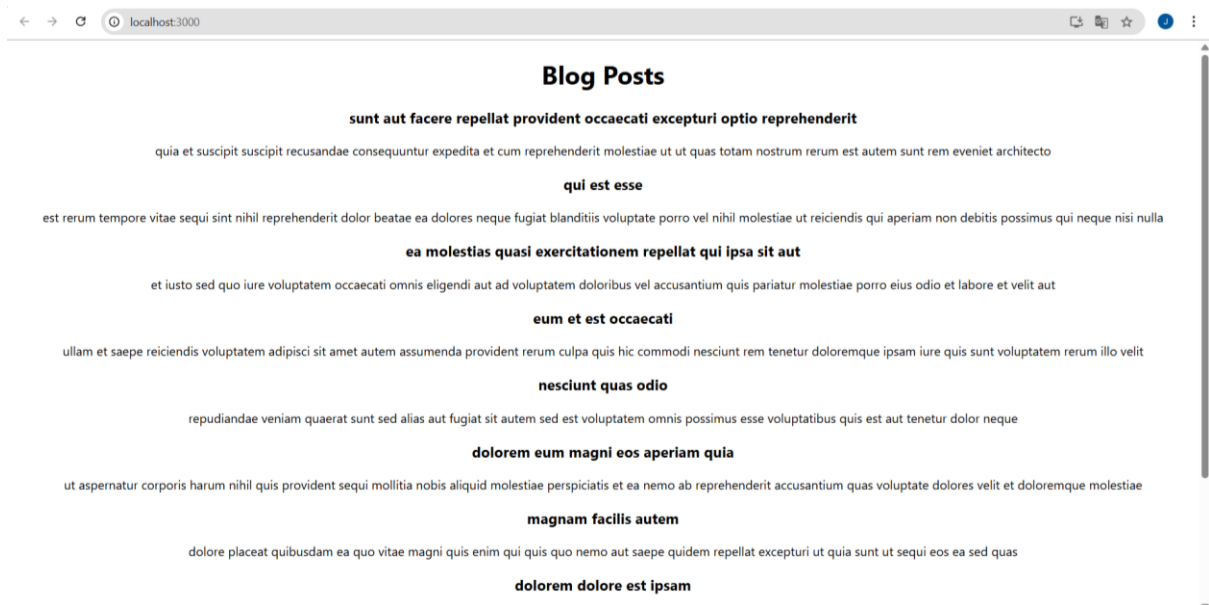 localhost:3000
J
Blog Posts
sunt aut facere repellat provident occaecati excepturi optio reprehenderit
quia et suscipit suscipit recusandae consequuntur expedita et cum reprehenderit molestiae ut ut quas totam nostrum rerum est autem sunt rem eveniet architecto
qui est esse
est rerum tempore vitae sequi sint nihil reprehenderit dolor beatae ea dolores neque fugiat blanditiis voluptate porro vel nihil molestiae ut reiciendis qui aperiam non debitis possimus qui neque nisi nulla
ea molestias quasi exercitationem repellat qui ipsa sit aut
et iusto sed quo iure voluptatem occaecati omnis eligendi aut ad voluptatem doloribus vel accusantium quis pariatur molestiae porro eius odio et labore et velit aut
eum et est occaecati
ullam et saepe reiciendis voluptatem adipisci sit amet autem assumenda provident rerum culpa quis hic commodi nesciunt rem tenetur doloremque ipsam iure quis sunt voluptatem rerum illo velit
nesciunt quas odio
repudiandae veniam quaerat sunt sed alias aut fugiat sit autem sed est voluptatem omnis possimus esse voluptatibus quis est aut tenetur dolor neque
dolorem eum magni eos aperiam quia
ut aspernatur corporis harum nihil quis provident sequi mollitia nobis aliquid molestiae perspiciatis et ea nemo ab reprehenderit accusantium quas voluptate dolores velit et doloremque molestiae
magnam facilis autem
dolore placeat quibusdam ea quo vitae magni quis enim qui quis quo nemo aut saepe quidem repellat excepturi ut quia sunt ut sequi eos ea sed quas
dolorem dolore est ipsam